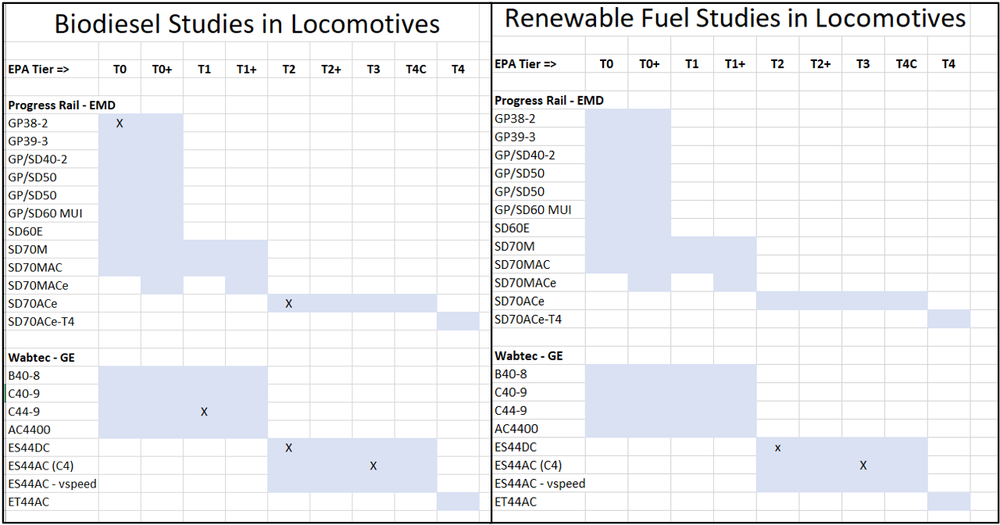 Biodiesel Studies in Locomotives
EPA Tier => T0 T0+ T1 T1+ T2 T2+ T3 T4C T4
Progress Rail - EMD
GP38-2 X
GP39-3
GP/SD40-2
GP/SD50
GP/SD50
GP/SD60 MUI
SD60E
SD70M
SD70MAC
SD70MACe
SD70ACe X
SD70ACe-T4
Wabtec - GE
B40-8
C40-9
C44-9 X
AC4400
ES44DC X
ES44AC (C4) X
ES44AC - vspeed
ET44AC
Renewable Fuel Studies in Locomotives
EPA Tier => T0 T0+ T1 T1+ T2 T2+ T3 T4C T4
Progress Rail - EMD
GP38-2
GP39-3
GP/SD40-2
GP/SD50
GP/SD50
GP/SD60 MUI
SD60E
SD70M
SD70MAC
SD70MACe
SD70ACe
SD70ACe-T4
Wabtec - GE
B40-8
C40-9
C44-9
AC4400
ES44DC x
ES44AC (C4) X
ES44AC - vspeed
ET44AC